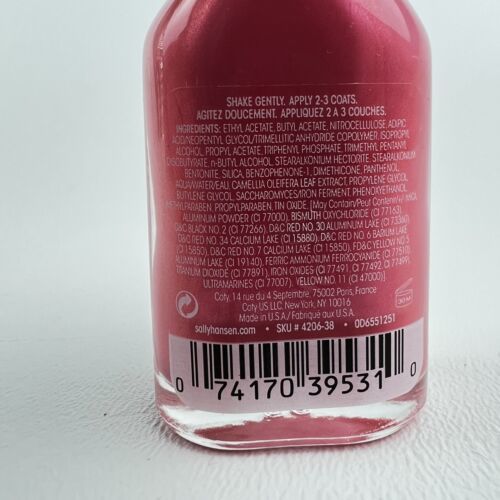 SHAKE GENTLY. APPLY 2-3 COATS.
AGITEZ DOUCEMENT. APPLIQUEZ 2 À 3 COUCHES.
INGREDIENTS: ETHYL ACETATE, BUTYL ACETATE, NITROCELLULOSE, ADIPIC
ACID/NEOPENTYL GLYCOL/TRIMELLITIC ANHYDRIDE COPOLYMER, ISOPROPYL
ALCOHOL, PROPYL ACETATE, TRIPHENYL PHOSPHATE, TRIMETHYL PENTANYL
DIISOBUTYRATE, n-BUTYL ALCOHOL, STEARALKONIUM HECTORITE, STEARALKONIUM
BENTONITE, SILICA, BENZOPHENONE-1, DIMETHICONE, PANTHENOL,
AQUA/WATER/EAU, CAMELLIA OLEIFERA LEAF EXTRACT, PROPYLENE GLYCOL,
BUTYLENE GLYCOL, SACCHAROMYCES/IRON FERMENT, PHENOXYETHANOL,
METHYLPARABEN, PROPYLPARABEN, TIN OXIDE. [May Contain/Peut Contenir/+/-:MICA,
ALUMINUM POWDER (CI 77000), BISMUTH OXYCHLORIDE (CI 77163),
D&C BLACK NO. 2 (CI 77266), D&C RED NO. 30 ALUMINUM LAKE (CI 73360),
D&C RED NO. 34 CALCIUM LAKE (CI 15880), D&C RED NO. 6 BARIUM LAKE
(CI 15850), D&C RED NO. 7 CALCIUM LAKE (CI 15850), FD&C YELLOW NO. 5
ALUMINUM LAKE (CI 19140), FERRIC AMMONIUM FERROCYANIDE (CI 77510),
TITANIUM DIOXIDE (CI 77891), IRON OXIDES (CI 77491, CI 77492, CI 77499),
ULTRAMARINES (CI 77007), YELLOW NO. 11 (CI 47000)]
Coty, 14 rue du 4 Septembre, 75002 Paris, France
Coty US LLC, New York, NY 10016
Made in U.S.A./ Fabriqué aux U.S.A.
30 M
sallyhansen.com • SKU # 4206-38 • 0D6551251
0 74170 39531 0